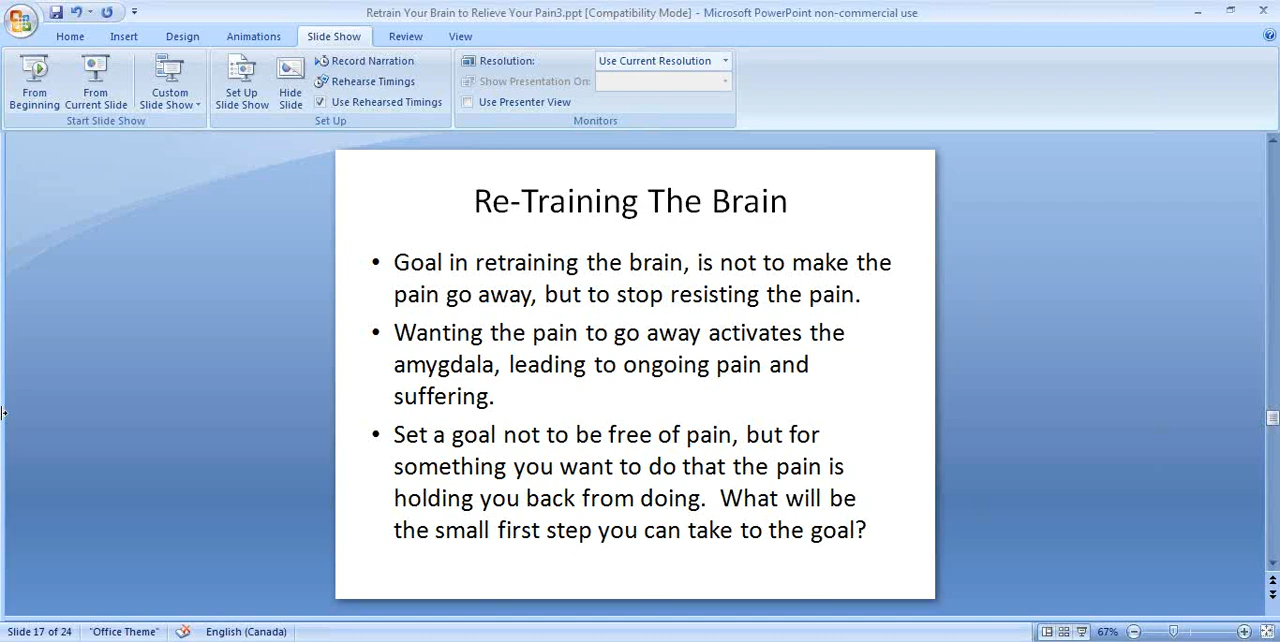 Retrain Your Brain to Relieve Your Pain3.ppt [Compatibility Mode] - Microsoft PowerPoint non-commercial use
Home Insert Design Animations Slide Show Review View
From Beginning
From Current Slide
Custom Slide Show
Start Slide Show
Set Up Slide Show
Hide Slide
Record Narration
Rehearse Timings
Use Rehearsed Timings
Set Up
Resolution: Use Current Resolution
Show Presentation On:
Use Presenter View
Monitors
Re-Training The Brain
• Goal in retraining the brain, is not to make the
pain go away, but to stop resisting the pain.
• Wanting the pain to go away activates the
amygdala, leading to ongoing pain and
suffering.
• Set a goal not to be free of pain, but for
something you want to do that the pain is
holding you back from doing.  What will be
the small first step you can take to the goal?
Slide 17 of 24 "Office Theme" English (Canada) 67%